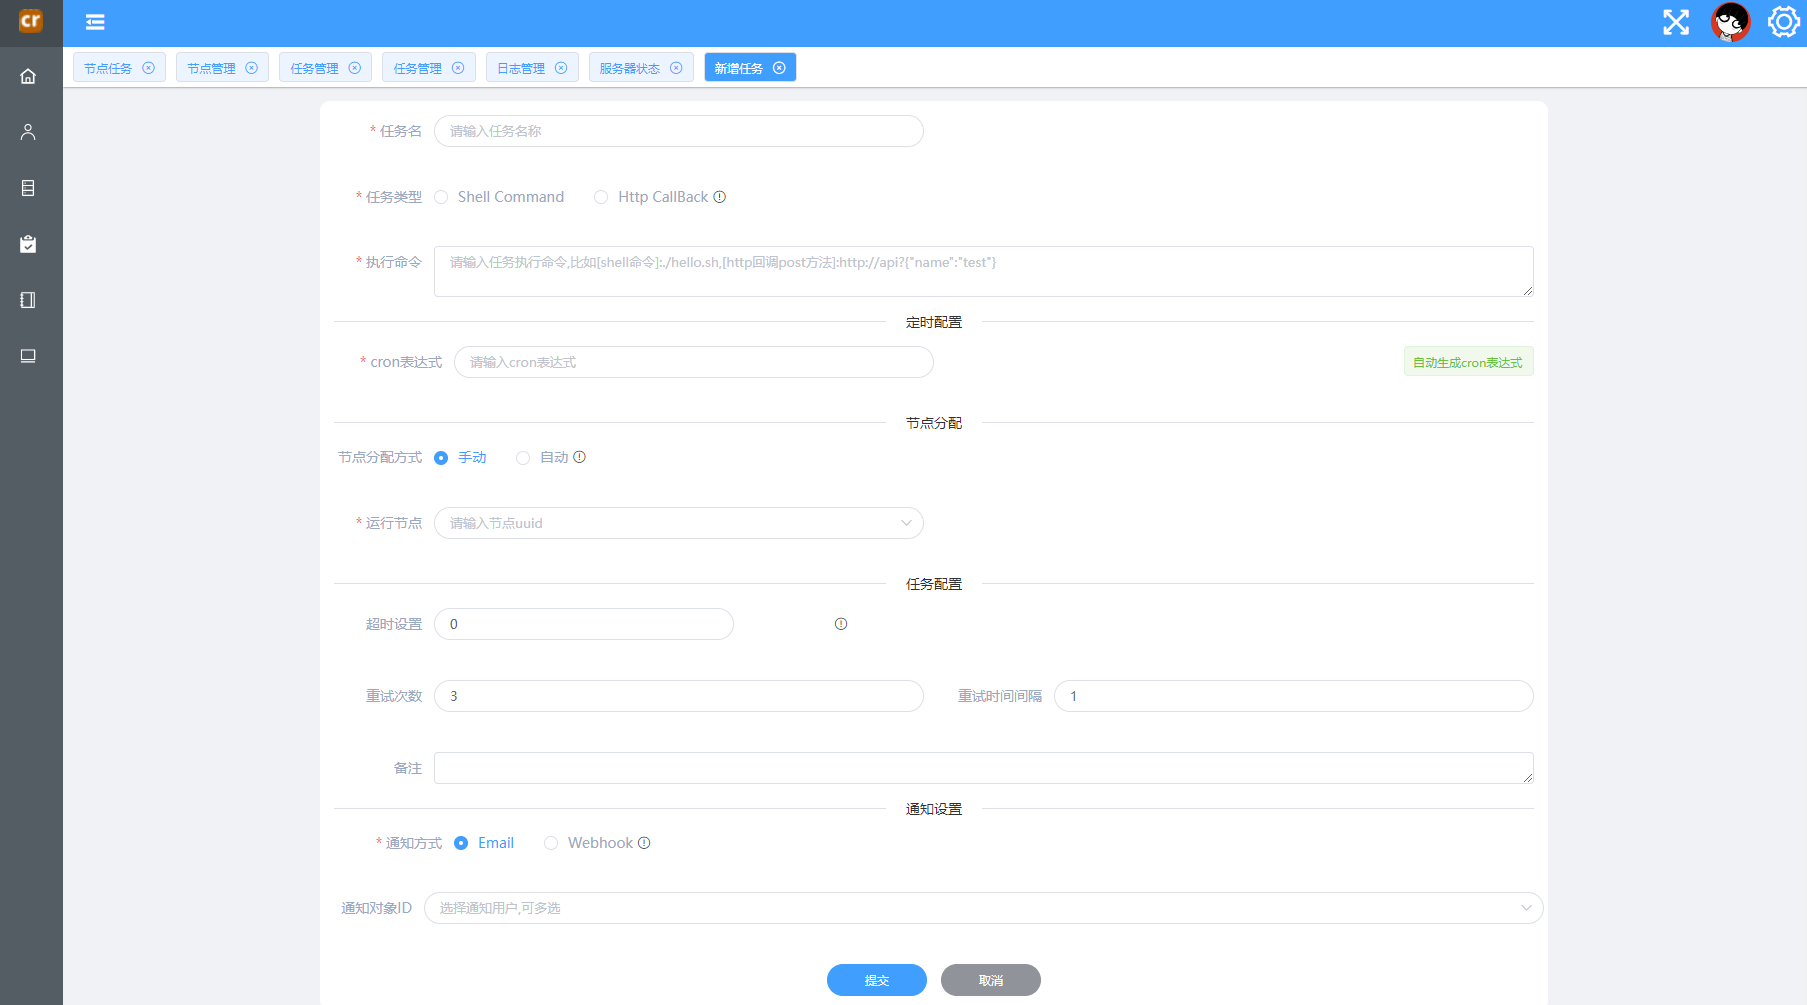 cr
节点任务 节点管理 任务管理 任务管理 日志管理 服务器状态 新增任务
* 任务名 请输入任务名称
* 任务类型 Shell Command Http CallBack
* 执行命令 请输入任务执行命令,比如[shell命令]:./hello.sh,[http回调post方法]:http://api?{"name":"test"}
定时配置
* cron表达式 请输入cron表达式 自动生成cron表达式
节点分配
节点分配方式 手动 自动
* 运行节点 请输入节点uuid
任务配置
超时设置 0
重试次数 3 重试时间间隔 1
备注
通知设置
* 通知方式 Email Webhook
通知对象ID 选择通知用户,可多选
提交 取消